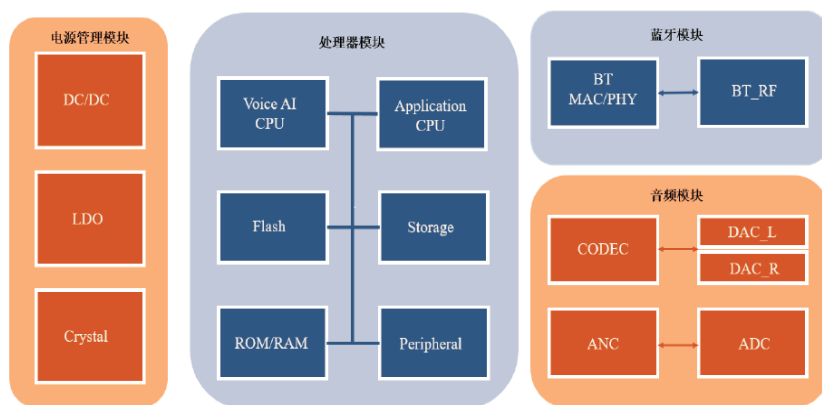 电源管理模块
DC/DC
LDO
Crystal
处理器模块
Voice AI
CPU
Application
CPU
Flash
Storage
ROM/RAM
Peripheral
蓝牙模块
BT
MAC/PHY
BT_RF
音频模块
CODEC
DAC_L
DAC_R
ANC
ADC